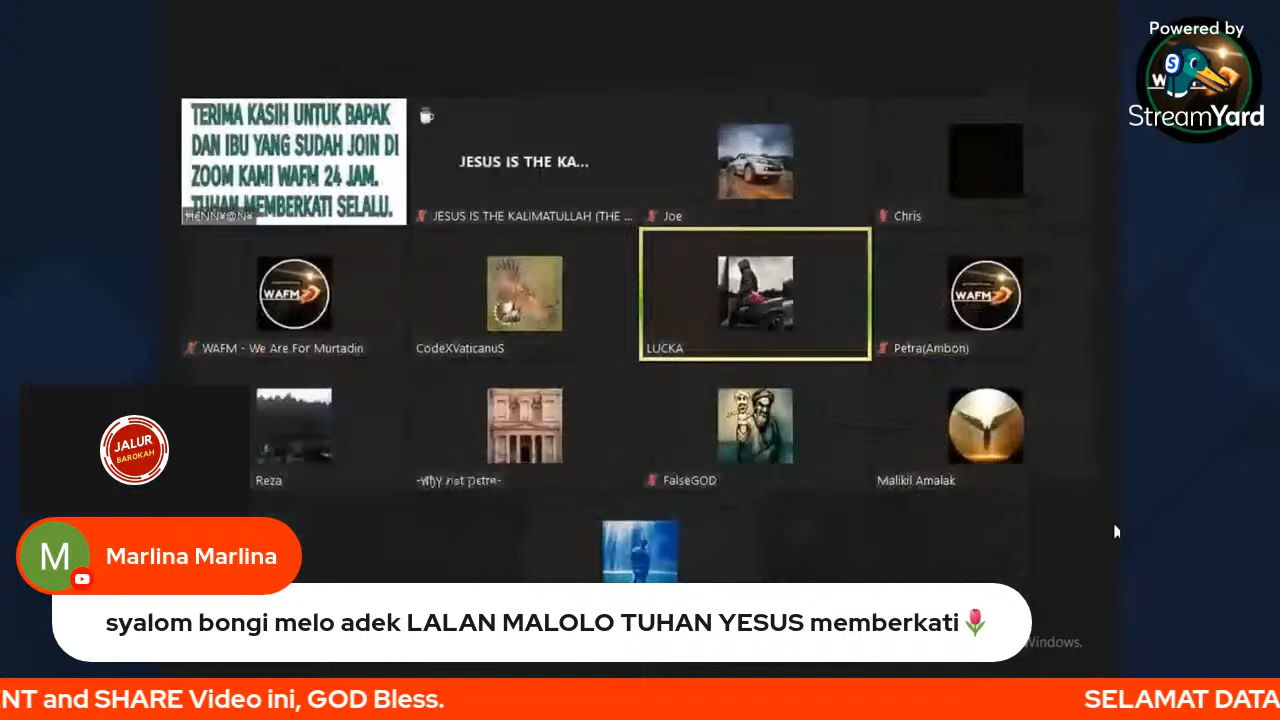 Powered by
StreamYard
TERIMA KASIH UNTUK BAPAK
DAN IBU YANG SUDAH JOIN DI
ZOOM KAMI WAFM 24 JAM.
TUHAN MEMBERKATI SELALU.
JESUS IS THE KA...
JESUS IS THE KALIMATULLAH (THE ...
Joe
Chris
WAFM
WAFM
WAFM - We Are For Murtadin
CodeXVaticanuS
LUCKA
Petra(Ambon)
JALUR
BAROKAH
Reza
-why not petra-
FalseGOD
Malikil Amalak
M
Marlina Marlina
syalom bongi melo adek LALAN MALOLO TUHAN YESUS memberkati🌷
Windows.
ENT and SHARE Video ini, GOD Bless.
SELAMAT DATA